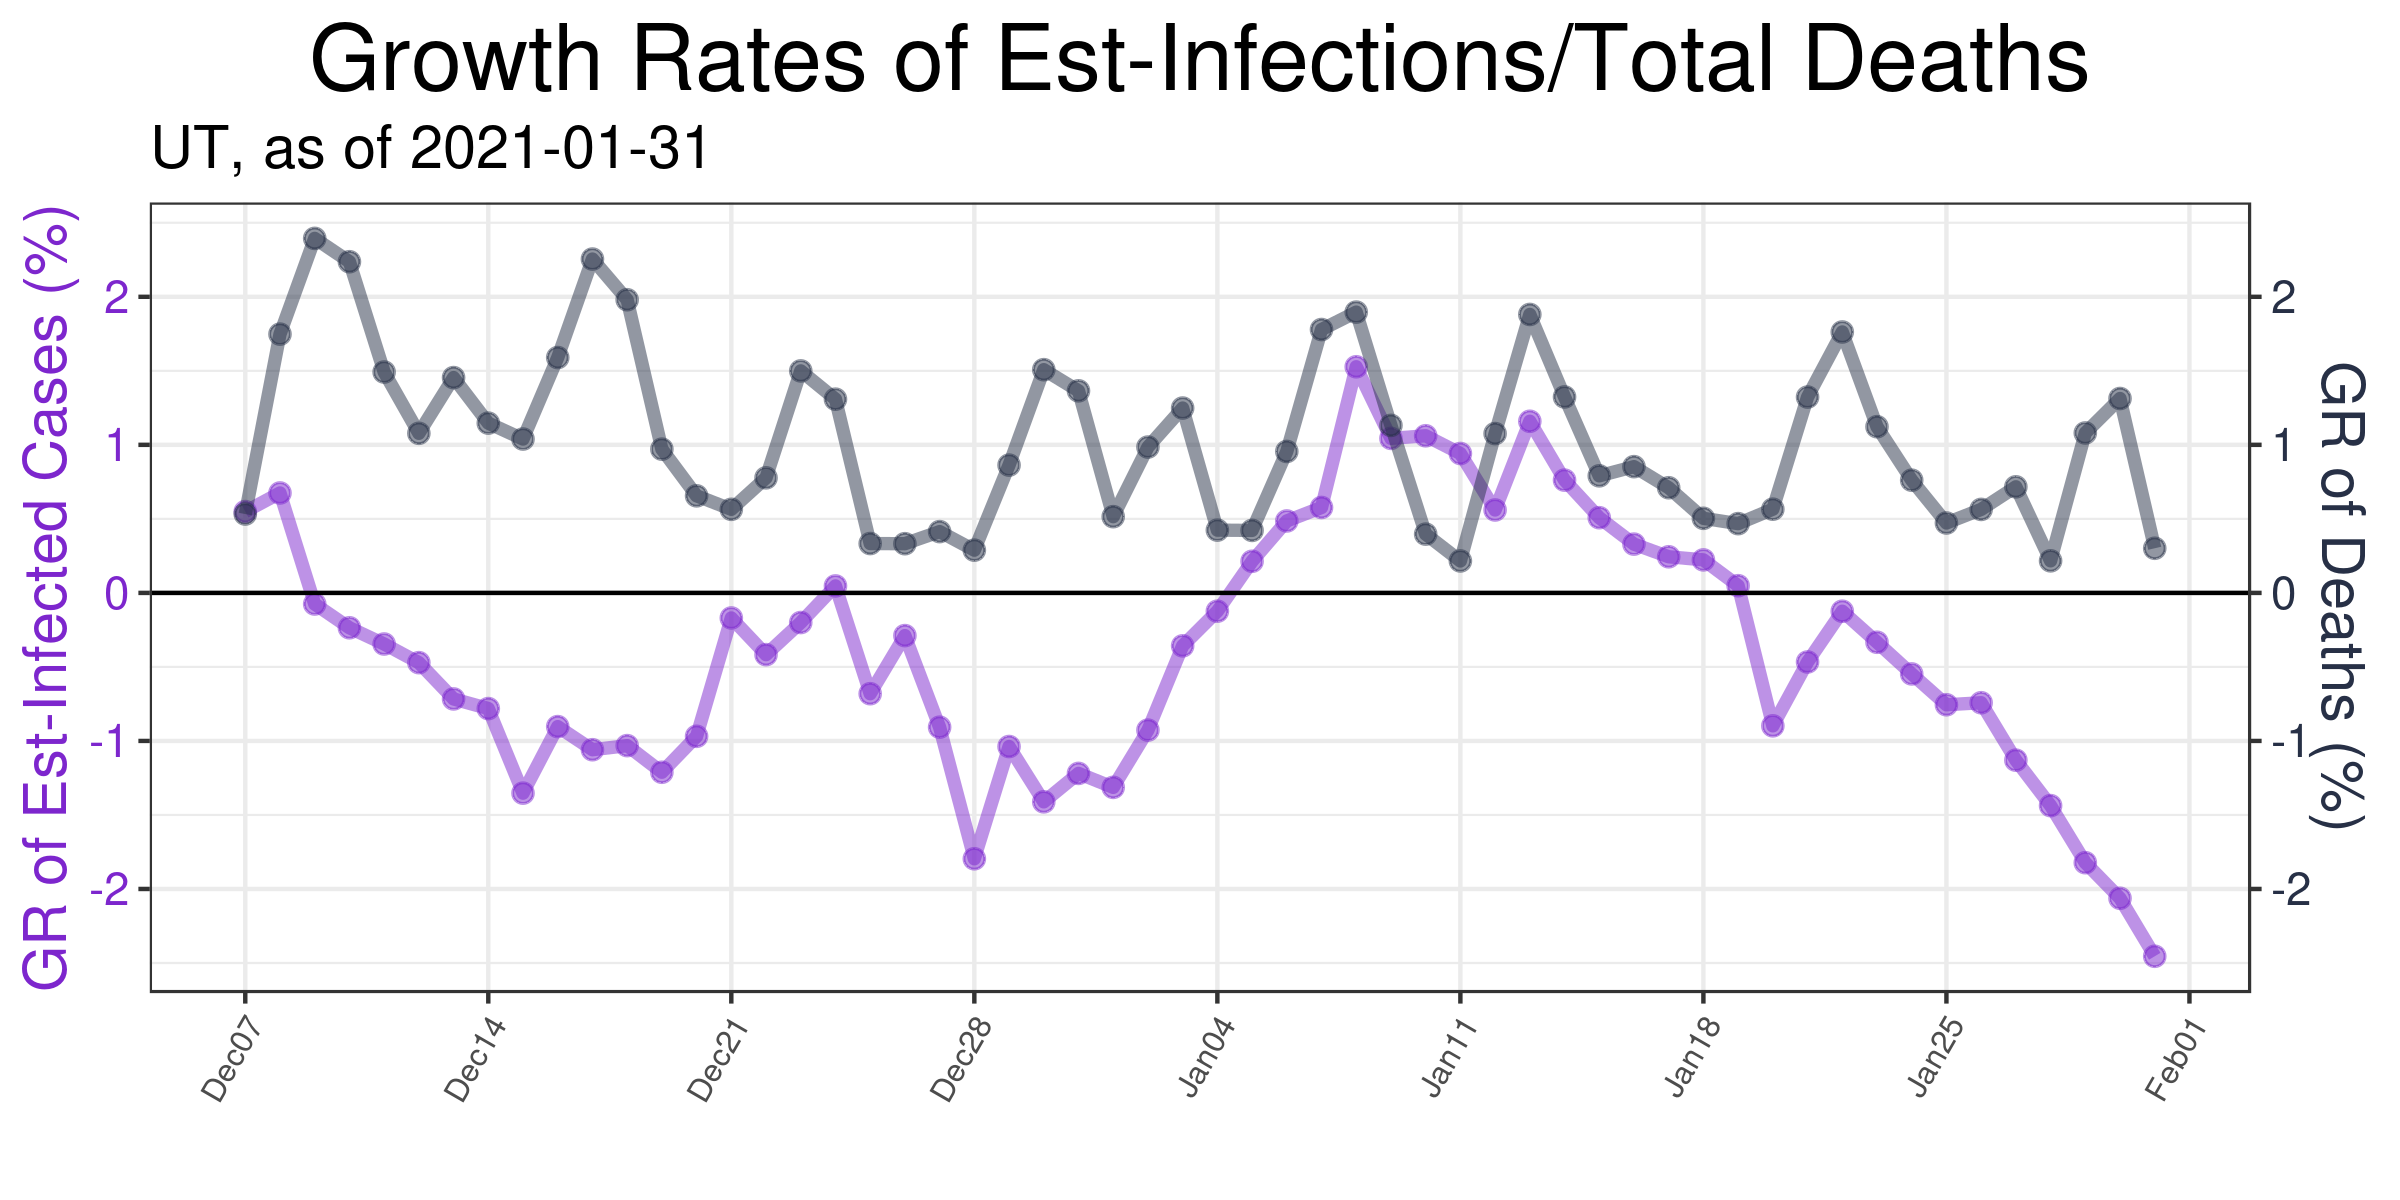 Growth Rates of Est-Infections/Total Deaths
UT, as of 2021-01-31
GR of Est-Infected Cases (%)
2
1
0
-1
-2
2
1
0
-1
-2
GR of Deaths (%)
Dec07
Dec14
Dec21
Dec28
Jan04
Jan11
Jan18
Jan25
Feb01